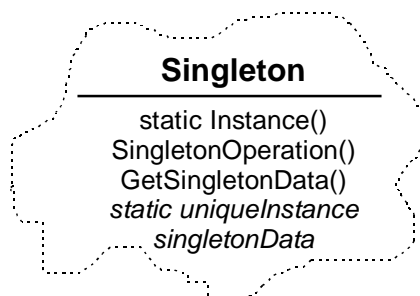 Singleton
static Instance()
SingletonOperation()
GetSingletonData()
static uniqueInstance
singletonData